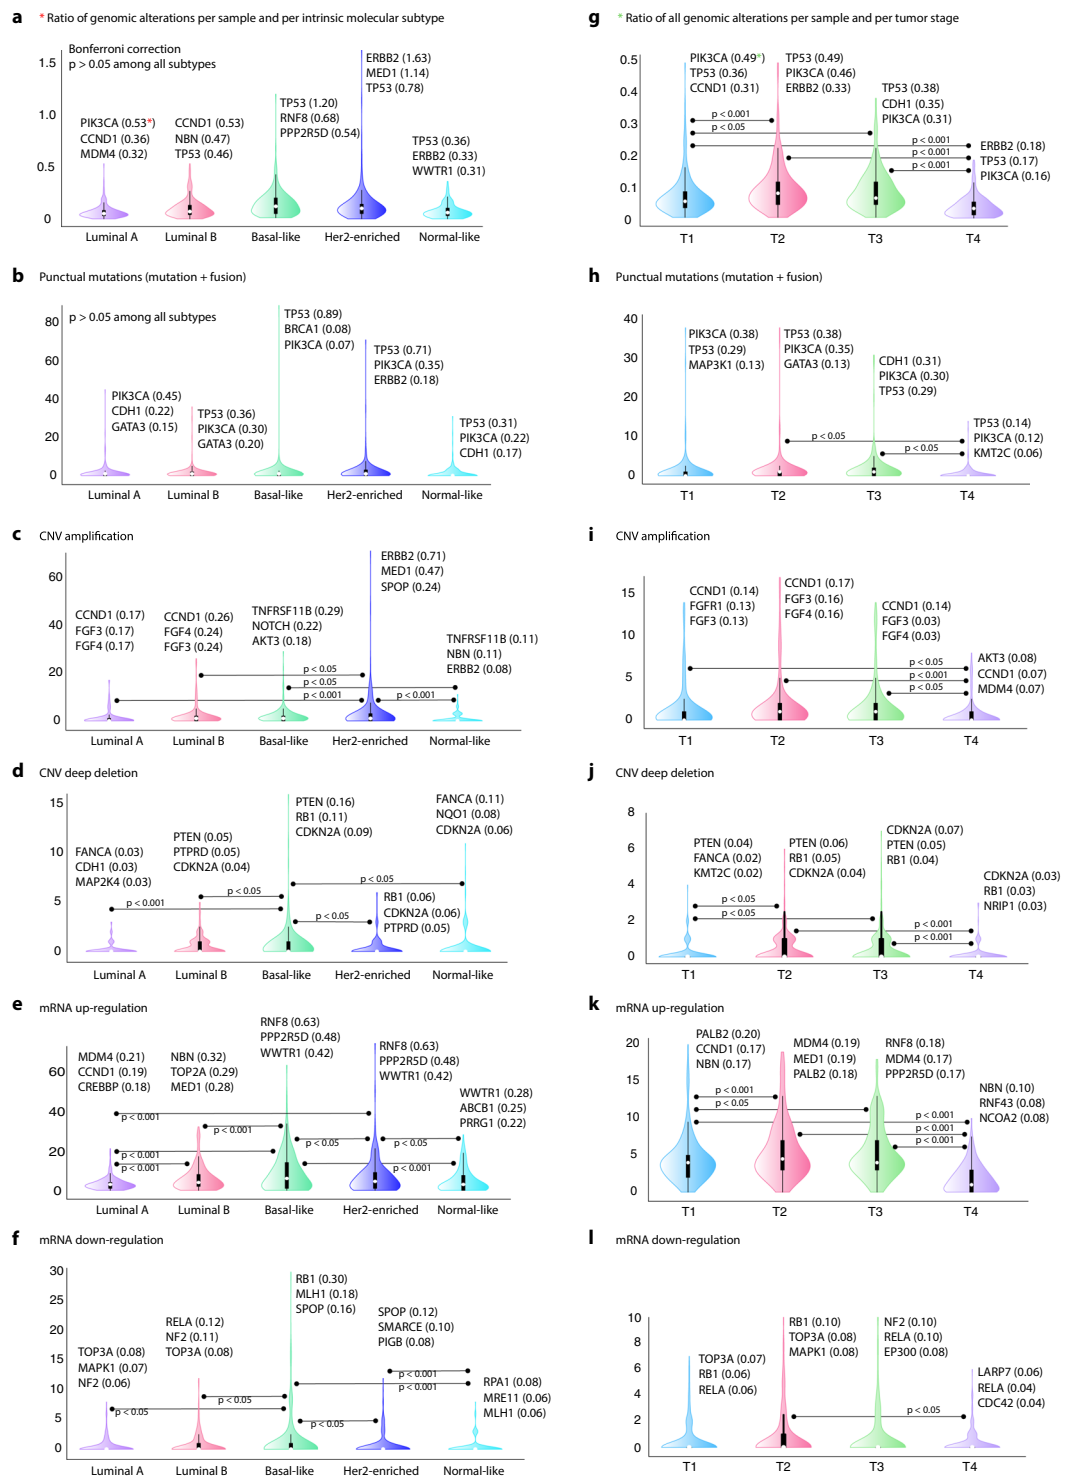 a * Ratio of genomic alterations per sample and per intrinsic molecular subtype
Bonferroni correction
p > 0.05 among all subtypes
1.5
1.0
0.5
0
PIK3CA (0.53*)
CCND1 (0.36)
MDM4 (0.32)
CCND1 (0.53)
NBN (0.47)
TP53 (0.46)
TP53 (1.20)
RNF8 (0.68)
PPP2R5D (0.54)
ERBB2 (1.63)
MED1 (1.14)
TP53 (0.78)
TP53 (0.36)
ERBB2 (0.33)
WWTR1 (0.31)
Luminal A Luminal B Basal-like Her2-enriched Normal-like
b Punctual mutations (mutation + fusion)
p > 0.05 among all subtypes
80
60
40
20
0
PIK3CA (0.45)
CDH1 (0.22)
GATA3 (0.15)
TP53 (0.36)
PIK3CA (0.30)
GATA3 (0.20)
TP53 (0.89)
BRCA1 (0.08)
PIK3CA (0.07)
TP53 (0.71)
PIK3CA (0.35)
ERBB2 (0.18)
TP53 (0.31)
PIK3CA (0.22)
CDH1 (0.17)
Luminal A Luminal B Basal-like Her2-enriched Normal-like
c CNV amplification
60
40
20
0
CCND1 (0.17)
FGF3 (0.17)
FGF4 (0.17)
CCND1 (0.26)
FGF4 (0.24)
FGF3 (0.24)
TNFRSF11B (0.29)
NOTCH (0.22)
AKT3 (0.18)
ERBB2 (0.71)
MED1 (0.47)
SPOP (0.24)
TNFRSF11B (0.11)
NBN (0.11)
ERBB2 (0.08)
p < 0.05
p < 0.05
p < 0.001
p < 0.001
Luminal A Luminal B Basal-like Her2-enriched Normal-like
d CNV deep deletion
15
10
5
0
FANCA (0.03)
CDH1 (0.03)
MAP2K4 (0.03)
PTEN (0.05)
PTPRD (0.05)
CDKN2A (0.04)
PTEN (0.16)
RB1 (0.11)
CDKN2A (0.09)
RB1 (0.06)
CDKN2A (0.06)
PTPRD (0.05)
FANCA (0.11)
NQO1 (0.08)
CDKN2A (0.06)
p < 0.05
p < 0.05
p < 0.001
p < 0.05
Luminal A Luminal B Basal-like Her2-enriched Normal-like
e mRNA up-regulation
60
40
20
0
MDM4 (0.21)
CCND1 (0.19)
CREBBP (0.18)
NBN (0.32)
TOP2A (0.29)
MED1 (0.28)
RNF8 (0.63)
PPP2R5D (0.48)
WWTR1 (0.42)
RNF8 (0.63)
PPP2R5D (0.48)
WWTR1 (0.42)
WWTR1 (0.28)
ABCB1 (0.25)
PRRG1 (0.22)
p < 0.001
p < 0.001
p < 0.05
p < 0.05
p < 0.001
p < 0.001
p < 0.001
Luminal A Luminal B Basal-like Her2-enriched Normal-like
f mRNA down-regulation
30
25
20
15
10
5
0
TOP3A (0.08)
MAPK1 (0.07)
NF2 (0.06)
RELA (0.12)
NF2 (0.11)
TOP3A (0.08)
RB1 (0.30)
MLH1 (0.18)
SPOP (0.16)
SPOP (0.12)
SMARCE (0.10)
PIGB (0.08)
RPA1 (0.08)
MRE11 (0.06)
MLH1 (0.06)
p < 0.001
p < 0.001
p < 0.05
p < 0.05
p < 0.05
Luminal A Luminal B Basal-like Her2-enriched Normal-like
g * Ratio of all genomic alterations per sample and per tumor stage
0.5
0.4
0.3
0.2
0.1
0
PIK3CA (0.49*)
TP53 (0.36)
CCND1 (0.31)
TP53 (0.49)
PIK3CA (0.46)
ERBB2 (0.33)
TP53 (0.38)
CDH1 (0.35)
PIK3CA (0.31)
ERBB2 (0.18)
TP53 (0.17)
PIK3CA (0.16)
p < 0.001
p < 0.05
p < 0.001
p < 0.001
p < 0.001
T1 T2 T3 T4
h Punctual mutations (mutation + fusion)
40
30
20
10
0
PIK3CA (0.38)
TP53 (0.29)
MAP3K1 (0.13)
TP53 (0.38)
PIK3CA (0.35)
GATA3 (0.13)
CDH1 (0.31)
PIK3CA (0.30)
TP53 (0.29)
TP53 (0.14)
PIK3CA (0.12)
KMT2C (0.06)
p < 0.05
p < 0.05
T1 T2 T3 T4
i CNV amplification
15
10
5
0
CCND1 (0.14)
FGFR1 (0.13)
FGF3 (0.13)
CCND1 (0.17)
FGF3 (0.16)
FGF4 (0.16)
CCND1 (0.14)
FGF3 (0.03)
FGF4 (0.03)
AKT3 (0.08)
CCND1 (0.07)
MDM4 (0.07)
p < 0.05
p < 0.001
p < 0.05
T1 T2 T3 T4
j CNV deep deletion
8
6
4
2
0
PTEN (0.04)
FANCA (0.02)
KMT2C (0.02)
PTEN (0.06)
RB1 (0.05)
CDKN2A (0.04)
CDKN2A (0.07)
PTEN (0.05)
RB1 (0.04)
CDKN2A (0.03)
RB1 (0.03)
NRIP1 (0.03)
p < 0.05
p < 0.05
p < 0.001
p < 0.001
T1 T2 T3 T4
k mRNA up-regulation
20
15
10
5
0
PALB2 (0.20)
CCND1 (0.17)
NBN (0.17)
MDM4 (0.19)
MED1 (0.19)
PALB2 (0.18)
RNF8 (0.18)
MDM4 (0.17)
PPP2R5D (0.17)
NBN (0.10)
RNF43 (0.08)
NCOA2 (0.08)
p < 0.001
p < 0.05
p < 0.001
p < 0.001
p < 0.001
T1 T2 T3 T4
l mRNA down-regulation
10
8
6
4
2
0
TOP3A (0.07)
RB1 (0.06)
RELA (0.06)
RB1 (0.10)
TOP3A (0.08)
MAPK1 (0.08)
NF2 (0.10)
RELA (0.10)
EP300 (0.08)
LARP7 (0.06)
RELA (0.04)
CDC42 (0.04)
p < 0.05
T1 T2 T3 T4